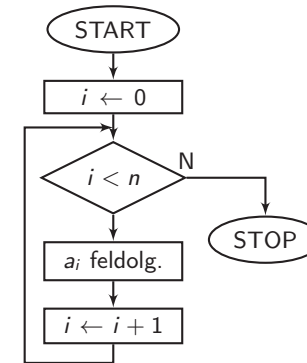 START
i ← 0
i < n
N
STOP
aᵢ feldolg.
i ← i + 1